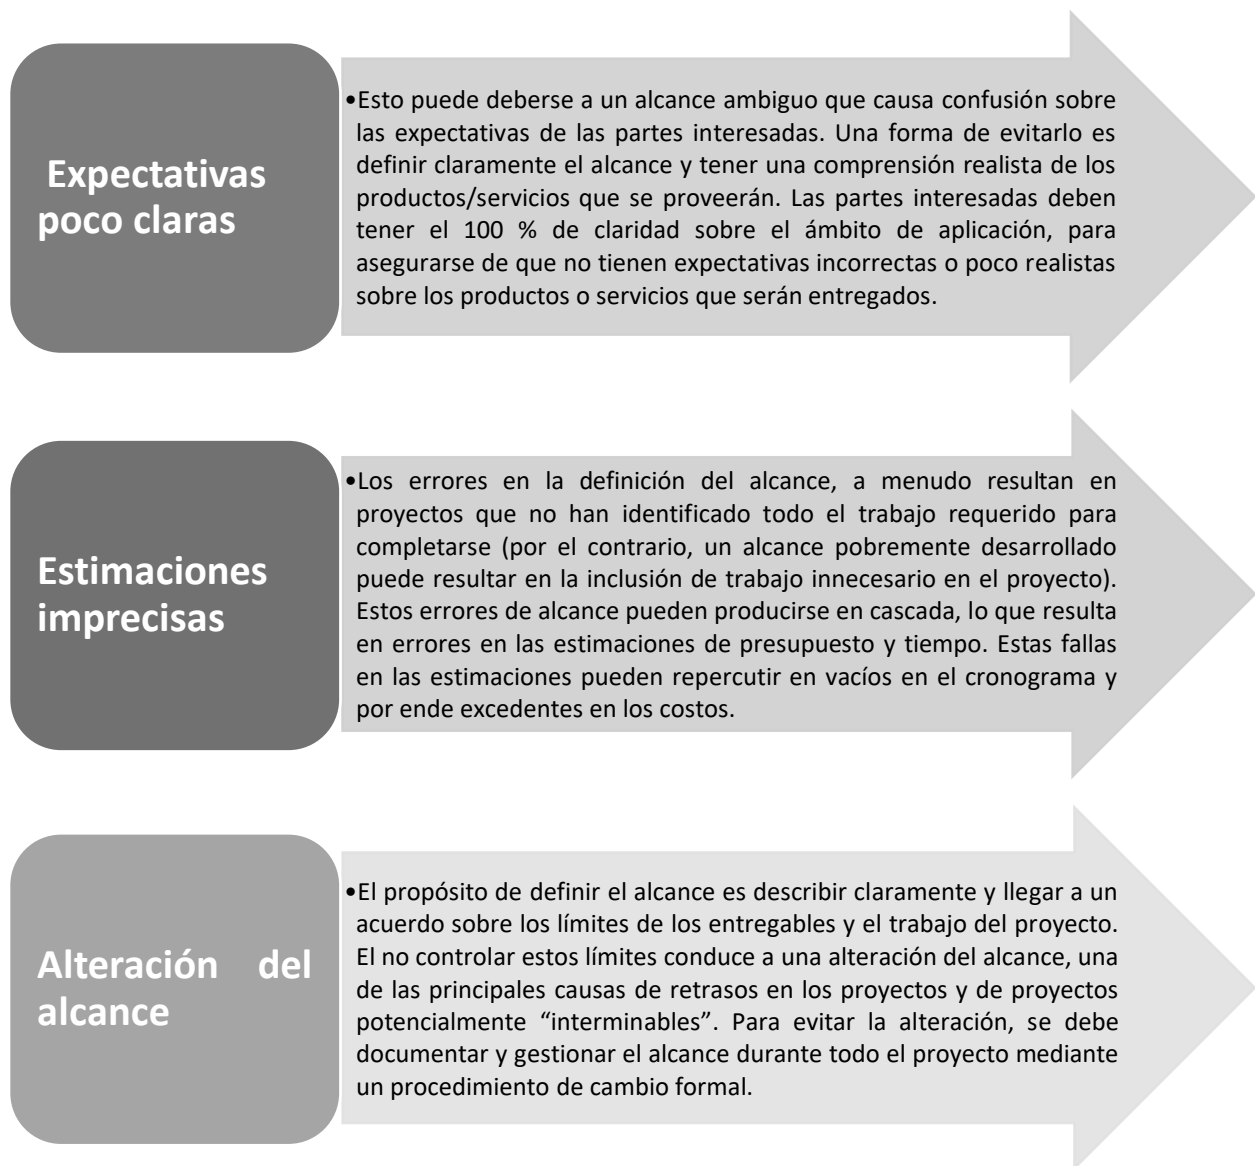 Expectativas
poco claras
•Esto puede deberse a un alcance ambiguo que causa confusión sobre
las expectativas de las partes interesadas. Una forma de evitarlo es
definir claramente el alcance y tener una comprensión realista de los
productos/servicios que se proveerán. Las partes interesadas deben
tener el 100 % de claridad sobre el ámbito de aplicación, para
asegurarse de que no tienen expectativas incorrectas o poco realistas
sobre los productos o servicios que serán entregados.
Estimaciones
imprecisas
•Los errores en la definición del alcance, a menudo resultan en
proyectos que no han identificado todo el trabajo requerido para
completarse (por el contrario, un alcance pobremente desarrollado
puede resultar en la inclusión de trabajo innecesario en el proyecto).
Estos errores de alcance pueden producirse en cascada, lo que resulta
en errores en las estimaciones de presupuesto y tiempo. Estas fallas
en las estimaciones pueden repercutir en vacíos en el cronograma y
por ende excedentes en los costos.
Alteración del
alcance
•El propósito de definir el alcance es describir claramente y llegar a un
acuerdo sobre los límites de los entregables y el trabajo del proyecto.
El no controlar estos límites conduce a una alteración del alcance, una
de las principales causas de retrasos en los proyectos y de proyectos
potencialmente “interminables”. Para evitar la alteración, se debe
documentar y gestionar el alcance durante todo el proyecto mediante
un procedimiento de cambio formal.